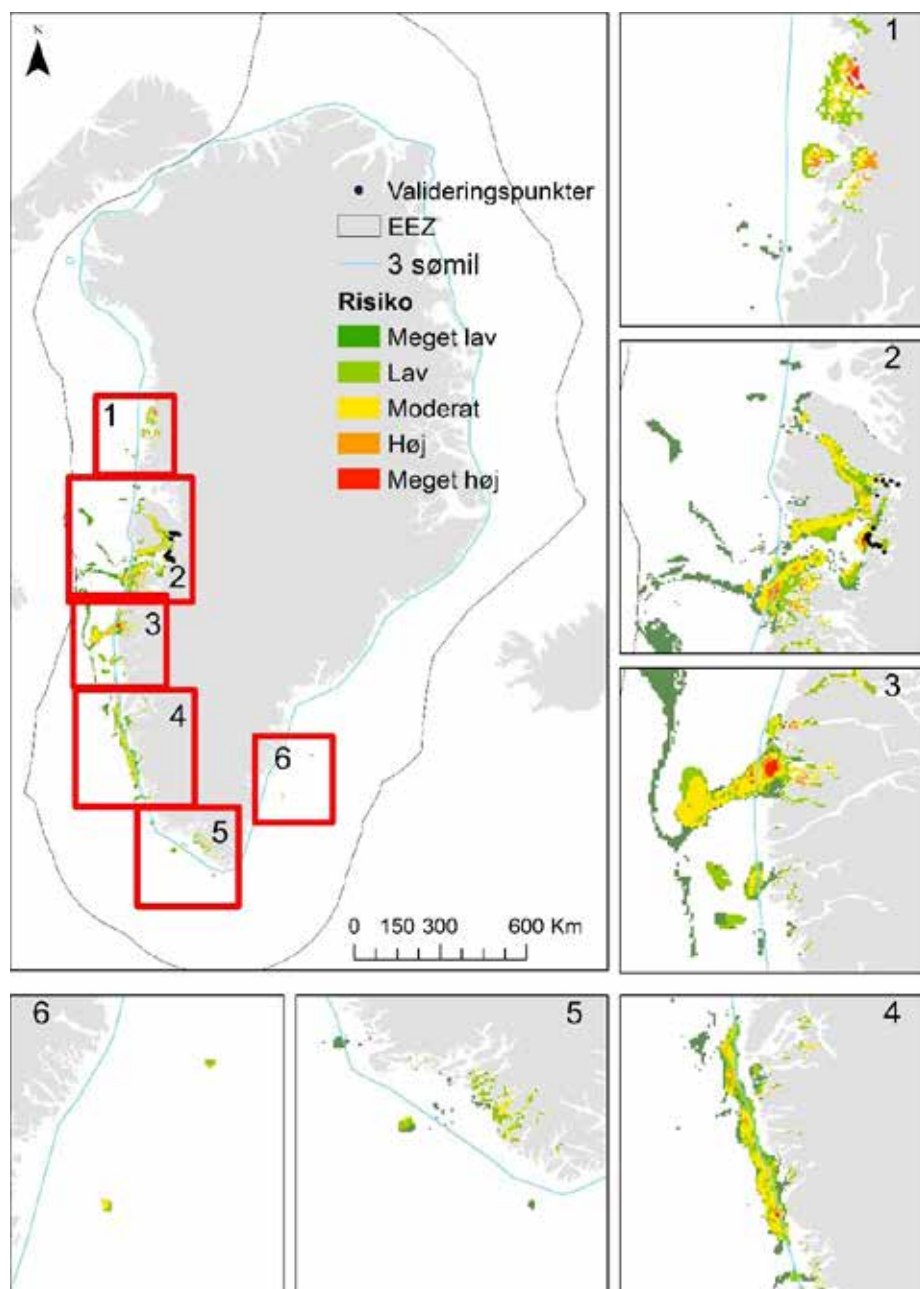 N
Valideringspunkter
EEZ
3 sømil
Risiko
Meget lav
Lav
Moderat
Høj
Meget høj
1
2
3
4
5
6
0 150 300 600 Km
1
2
3
6
5
4